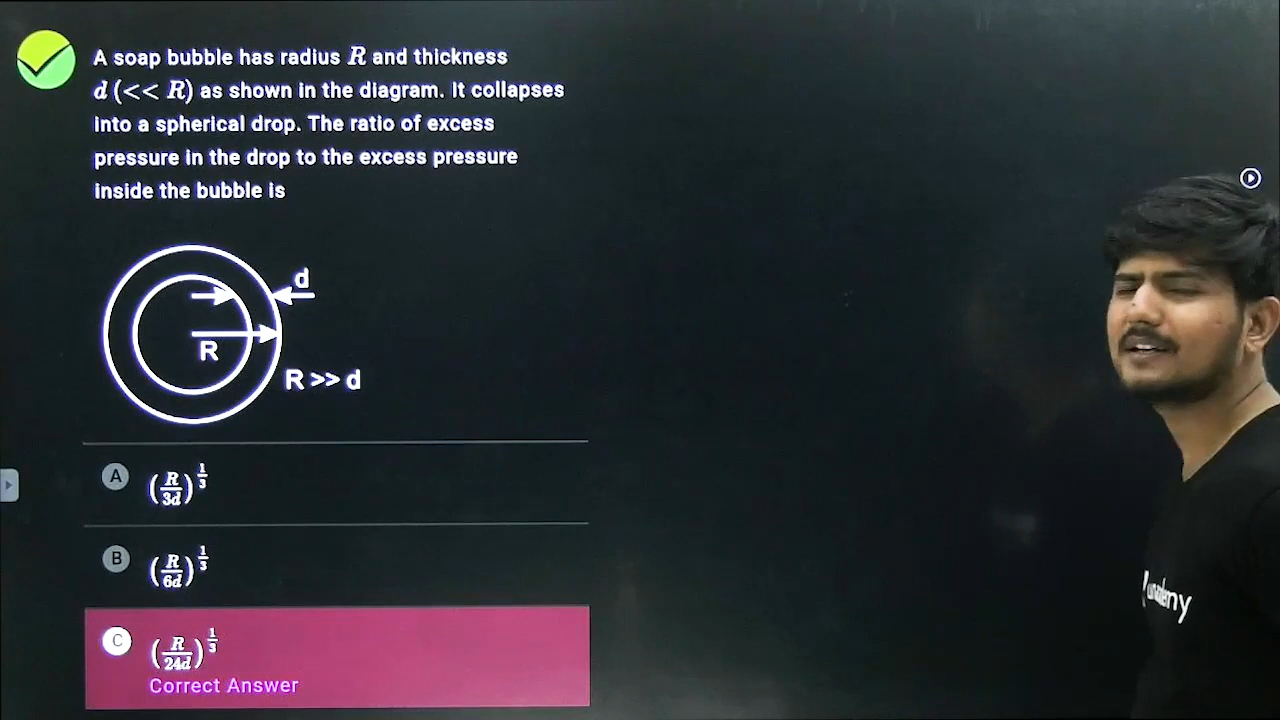 A soap bubble has radius R and thickness
d (<< R) as shown in the diagram. It collapses
into a spherical drop. The ratio of excess
pressure in the drop to the excess pressure
inside the bubble is
d
R
R >> d
A (R/3d)^1/3
B (R/6d)^1/3
C (R/24d)^1/3
Correct Answer